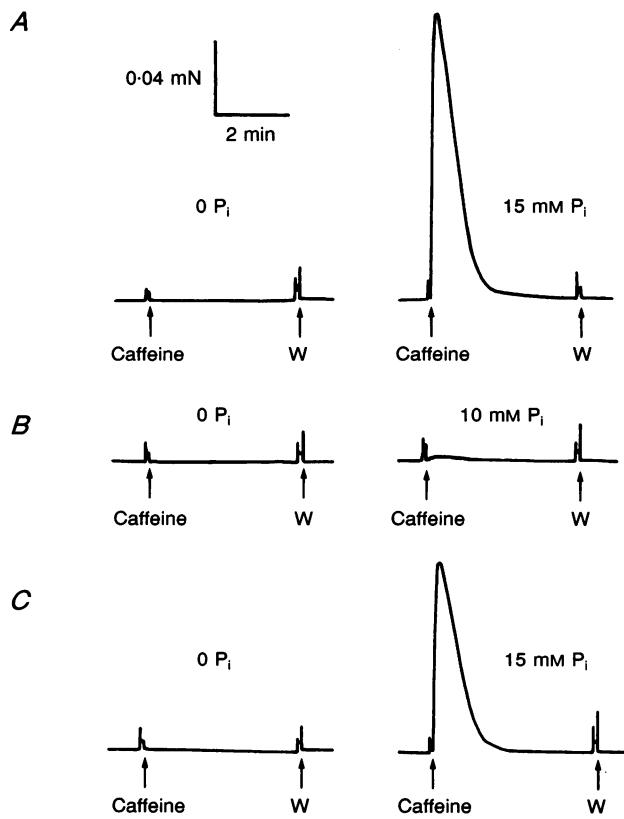 A
0·04 mN
2 min
0 Pi
15 mM Pi
Caffeine
W
Caffeine
W
B
0 Pi
10 mM Pi
Caffeine
W
Caffeine
W
C
0 Pi
15 mM Pi
Caffeine
W
Caffeine
W